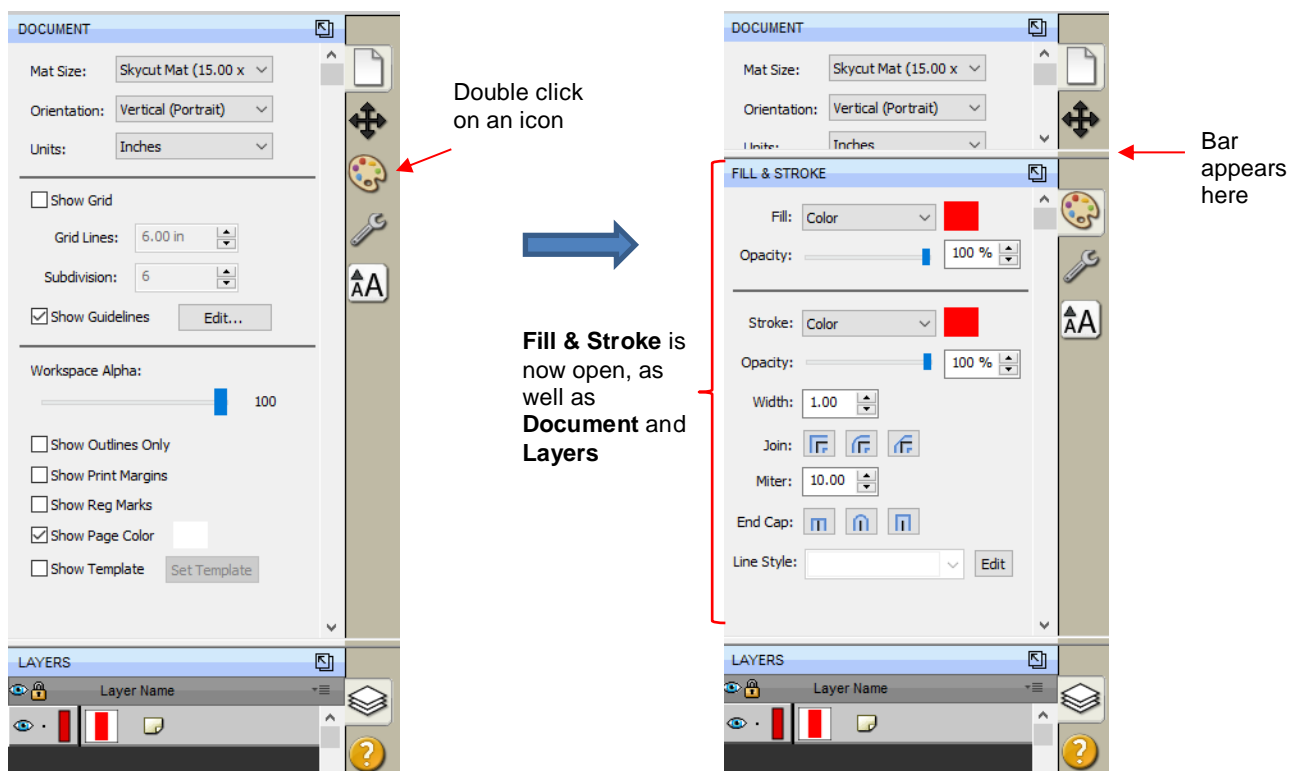 DOCUMENT
Mat Size: Skycut Mat (15.00 x
Orientation: Vertical (Portrait)
Units: Inches
Show Grid
Grid Lines: 6.00 in
Subdivision: 6
Show Guidelines Edit...
Workspace Alpha:
100
Show Outlines Only
Show Print Margins
Show Reg Marks
Show Page Color
Show Template Set Template
LAYERS
Layer Name
AA
?
Double click
on an icon
Fill & Stroke is
now open, as
well as
Document and
Layers
DOCUMENT
Mat Size: Skycut Mat (15.00 x
Orientation: Vertical (Portrait)
Units: Inches
FILL & STROKE
Fill: Color
Opacity: 100 %
Stroke: Color
Opacity: 100 %
Width: 1.00
Join:
Miter: 10.00
End Cap:
Line Style: Edit
LAYERS
Layer Name
AA
?
Bar
appears
here